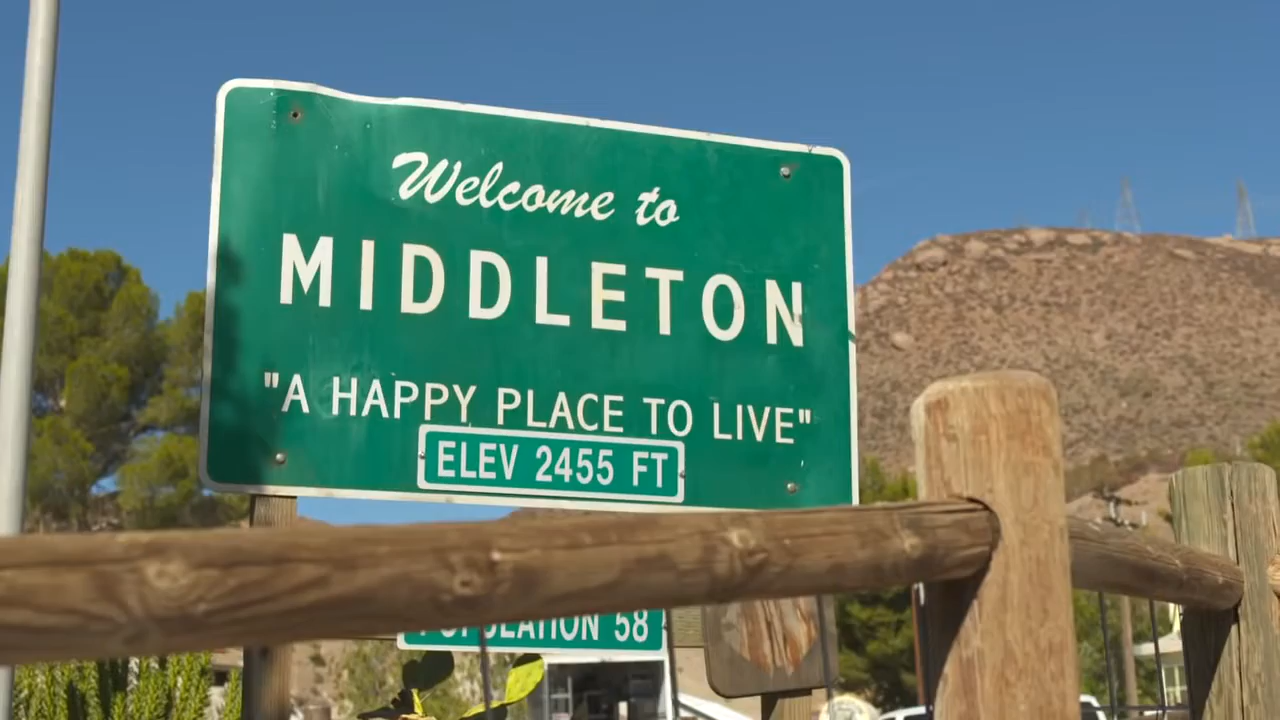 Welcome to
MIDDLETON
"A HAPPY PLACE TO LIVE"
ELEV 2455 FT
POPULATION 58